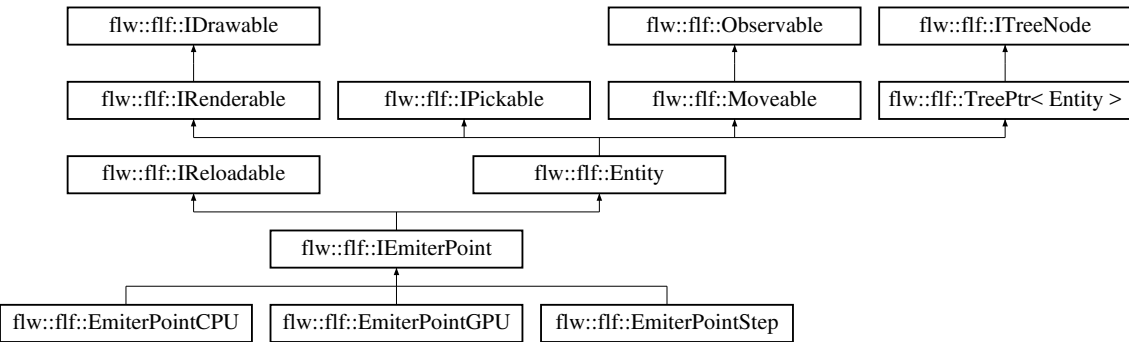 flw::flf::IDrawable
flw::flf::Observable
flw::flf::ITreeNode
flw::flf::IRenderable
flw::flf::IPickable
flw::flf::Moveable
flw::flf::TreePtr< Entity >
flw::flf::IReloadable
flw::flf::Entity
flw::flf::IEmiterPoint
flw::flf::EmiterPointCPU
flw::flf::EmiterPointGPU
flw::flf::EmiterPointStep